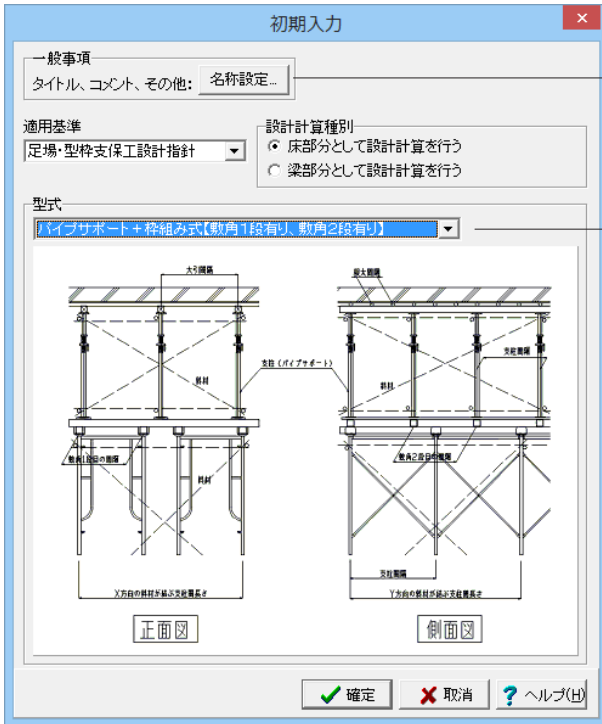 初期入力
一般事項
タイトル、コメント、その他： 名称設定...
適用基準
足場・型枠支保工設計指針
設計計算種別
床部分として設計計算を行う
梁部分として設計計算を行う
型式
パイプサポート＋枠組み式【敷角1段有り、敷角2段有り】
大引間隔
根太間隔
支柱（パイプサポート）
支柱間隔
斜材
斜材
敷角1段目の間隔
敷角2段目の間隔
斜材
支柱間隔
X方向の斜材が結ぶ支柱間長さ
Y方向の斜材が結ぶ支柱間長さ
正面図
側面図
確定
取消
ヘルプ(H)